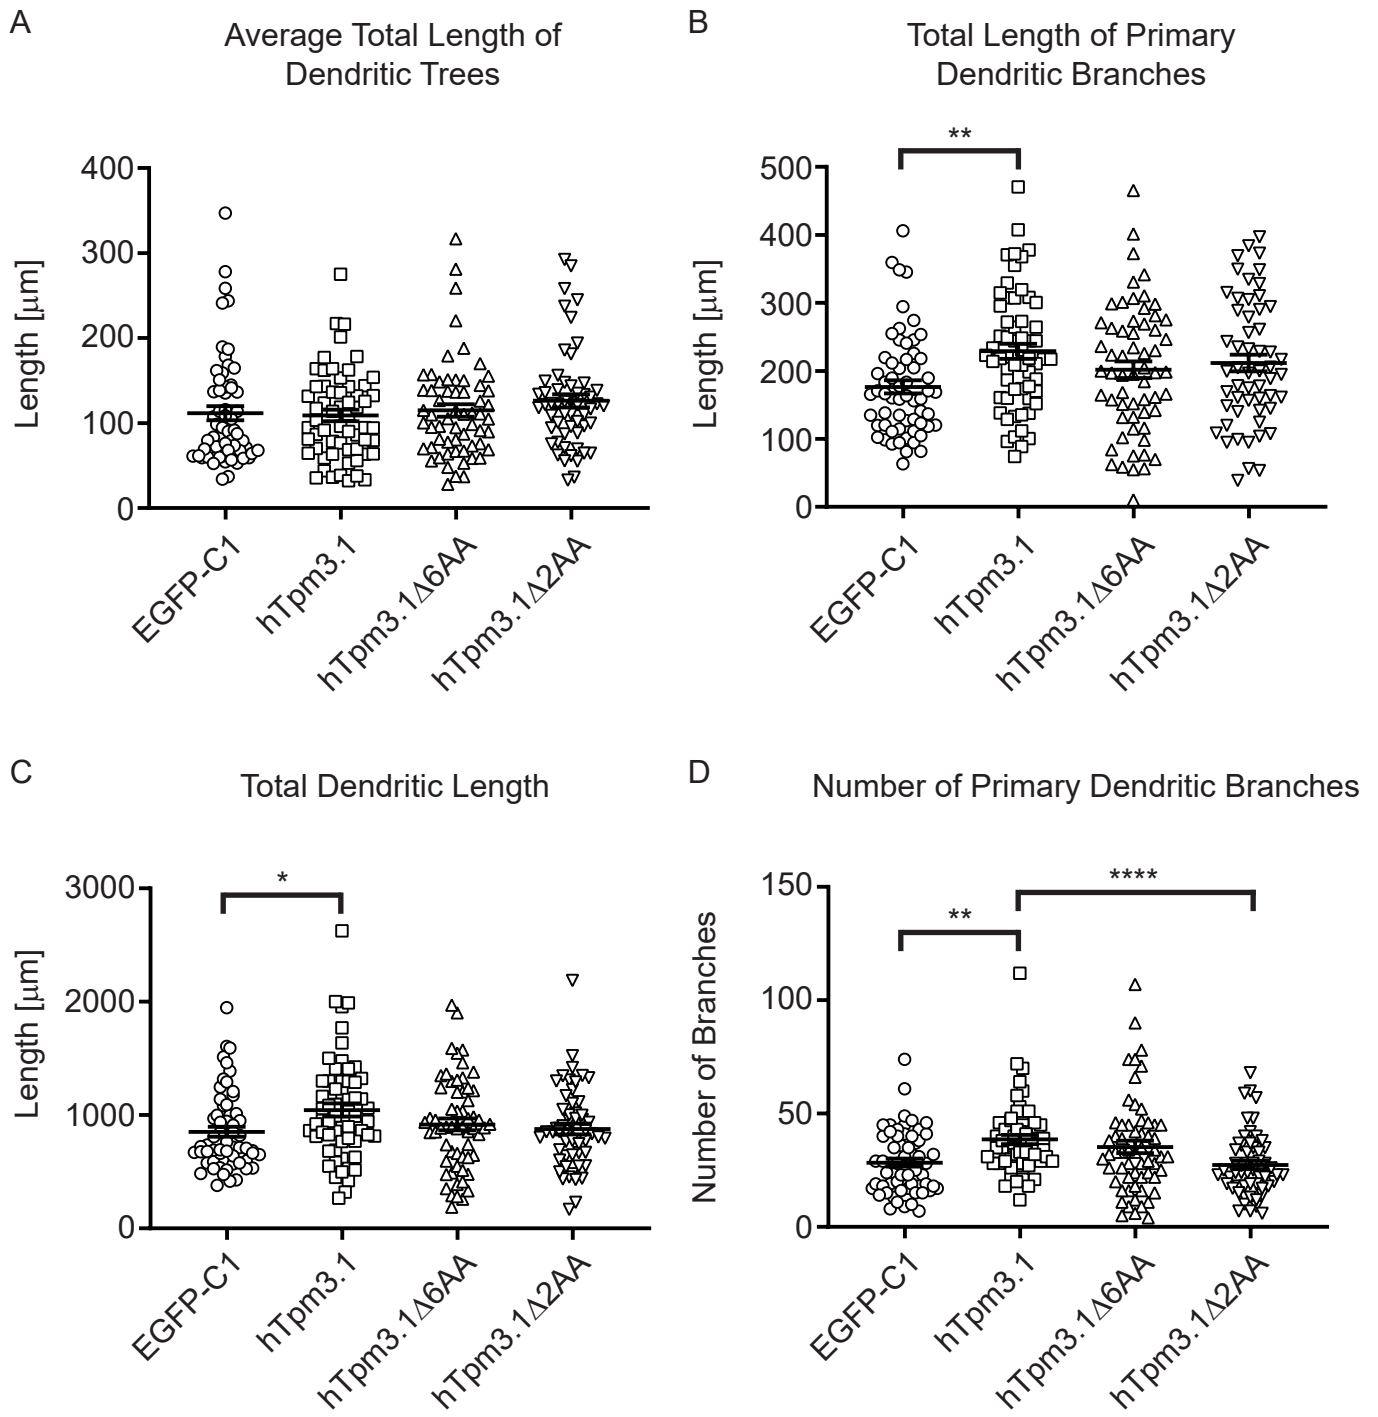 A
Average Total Length of
Dendritic Trees
Length [μm]
400
300
200
100
0
EGFP-C1
hTpm3.1
hTpm3.1Δ6AA
hTpm3.1Δ2AA
B
Total Length of Primary
Dendritic Branches
**
Length [μm]
500
400
300
200
100
0
EGFP-C1
hTpm3.1
hTpm3.1Δ6AA
hTpm3.1Δ2AA
C
Total Dendritic Length
*
Length [μm]
3000
2000
1000
0
EGFP-C1
hTpm3.1
hTpm3.1Δ6AA
hTpm3.1Δ2AA
D
Number of Primary Dendritic Branches
****
**
Number of Branches
150
100
50
0
EGFP-C1
hTpm3.1
hTpm3.1Δ6AA
hTpm3.1Δ2AA